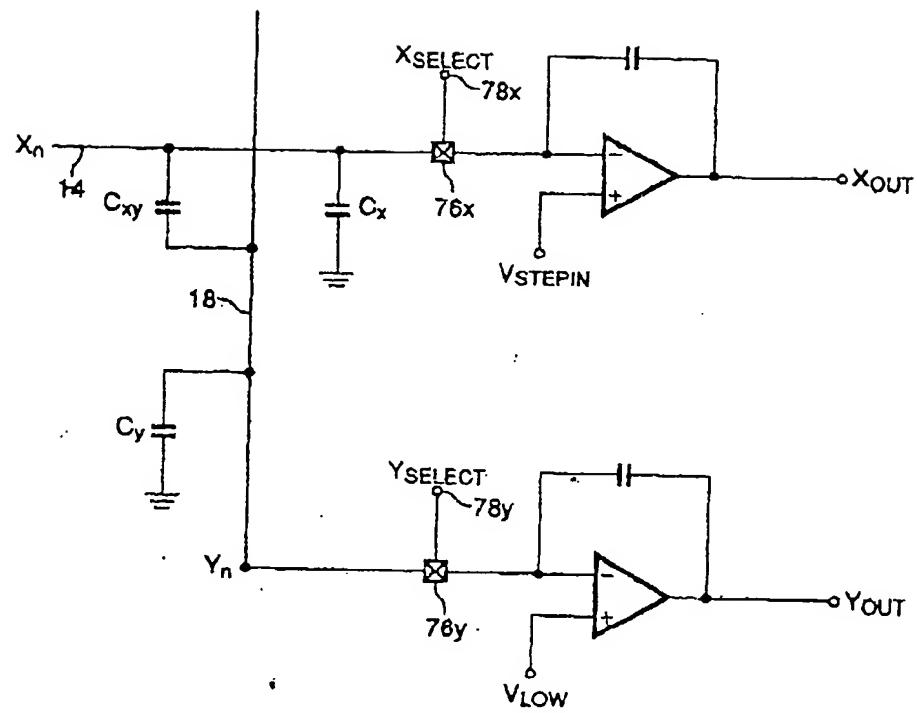 XSELECT
78x
Xn
14
Cxy
Cx
76x
XOUT
VSTEPIN
18
Cy
YSELECT
78y
Yn
76y
YOUT
VLOW